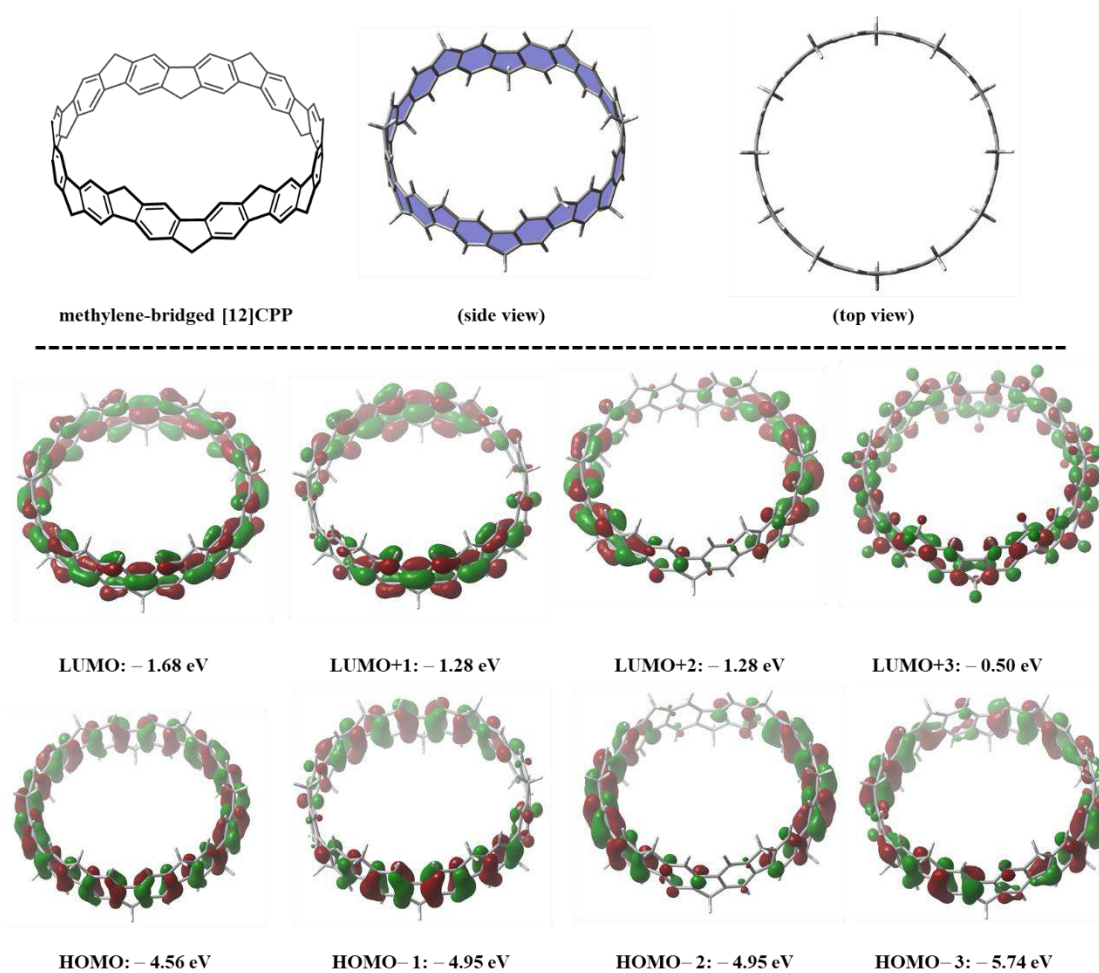 methylene-bridged [12]CPP (side view) (top view)
LUMO: – 1.68 eV LUMO+1: – 1.28 eV LUMO+2: – 1.28 eV LUMO+3: – 0.50 eV
HOMO: – 4.56 eV HOMO– 1: – 4.95 eV HOMO– 2: – 4.95 eV HOMO– 3: – 5.74 eV